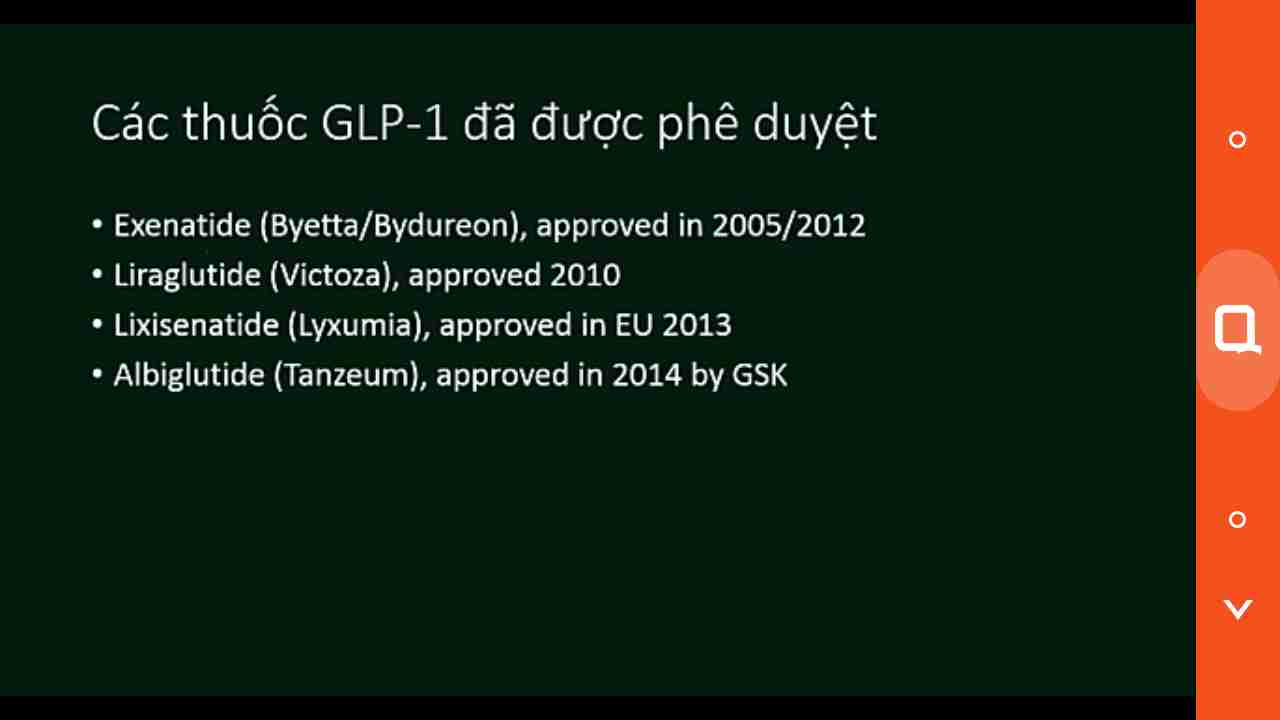 Các thuốc GLP-1 đã được phê duyệt
• Exenatide (Byetta/Bydureon), approved in 2005/2012
• Liraglutide (Victoza), approved 2010
• Lixisenatide (Lyxumia), approved in EU 2013
• Albiglutide (Tanzeum), approved in 2014 by GSK